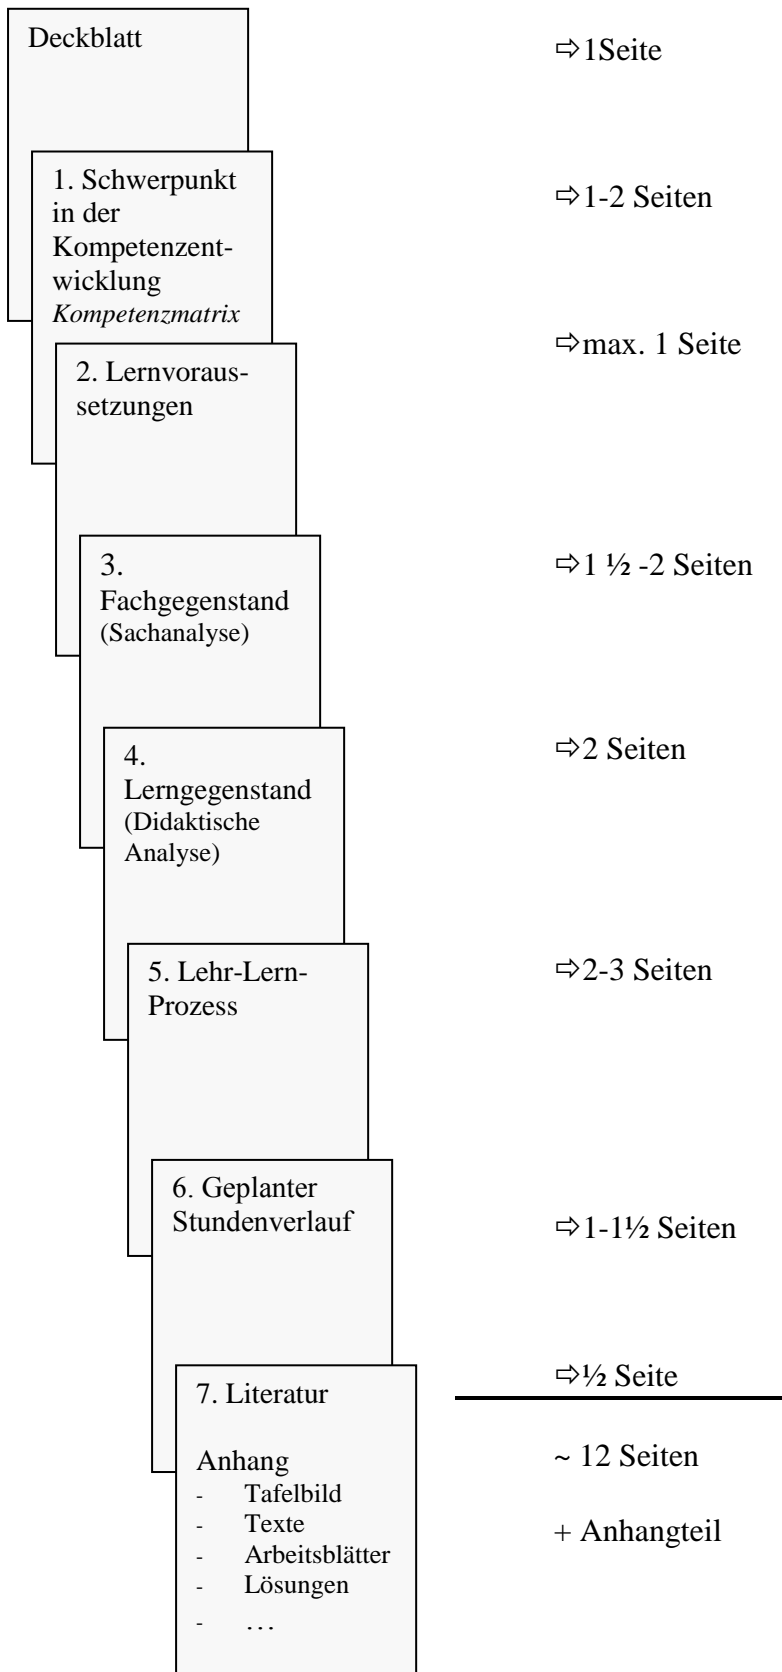 Deckblatt
⇨1Seite
1. Schwerpunkt
in der
Kompetenzent-
wicklung
Kompetenzmatrix
⇨1-2 Seiten
2. Lernvoraus-
setzungen
⇨max. 1 Seite
3.
Fachgegenstand
(Sachanalyse)
⇨1 ½ -2 Seiten
4.
Lerngegenstand
(Didaktische
Analyse)
⇨2 Seiten
5. Lehr-Lern-
Prozess
⇨2-3 Seiten
6. Geplanter
Stundenverlauf
⇨1-1½ Seiten
7. Literatur
⇨½ Seite
Anhang
- Tafelbild
- Texte
- Arbeitsblätter
- Lösungen
- …
~ 12 Seiten
+ Anhangteil